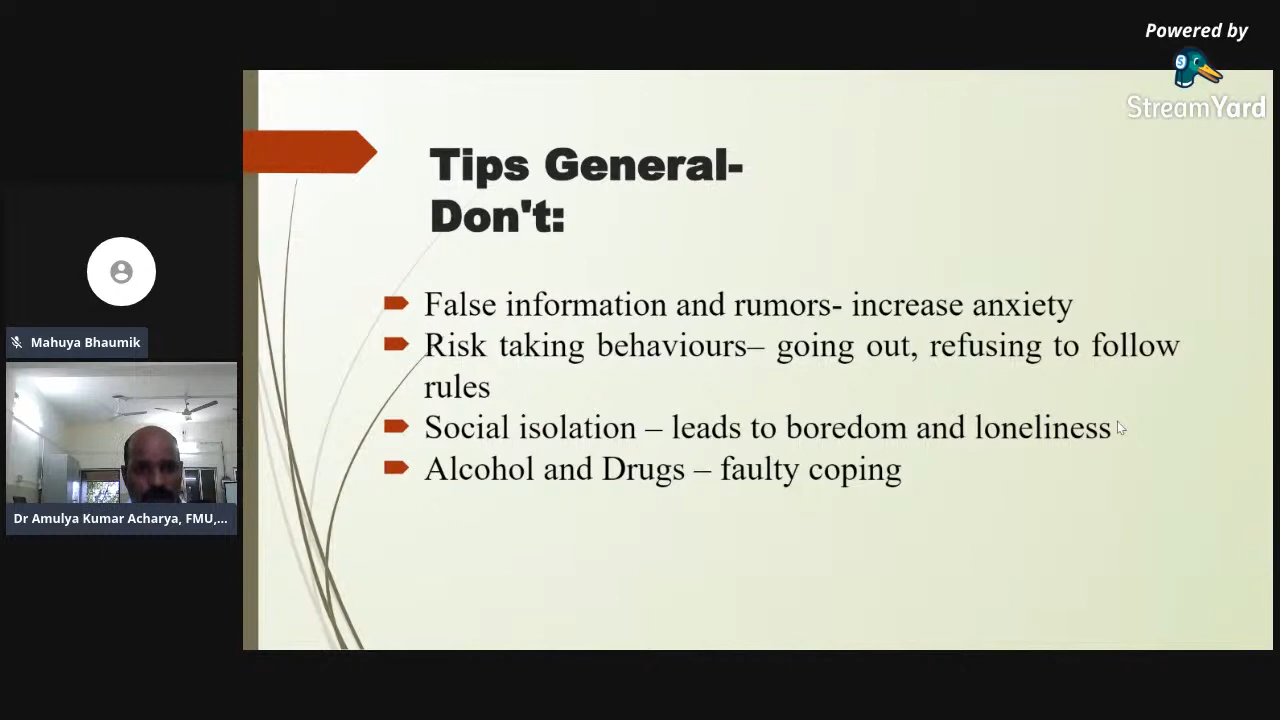 Powered by
StreamYard
Tips General-
Don't:
False information and rumors- increase anxiety
Risk taking behaviours– going out, refusing to follow
rules
Social isolation – leads to boredom and loneliness
Alcohol and Drugs – faulty coping
Mahuya Bhaumik
Dr Amulya Kumar Acharya, FMU,...